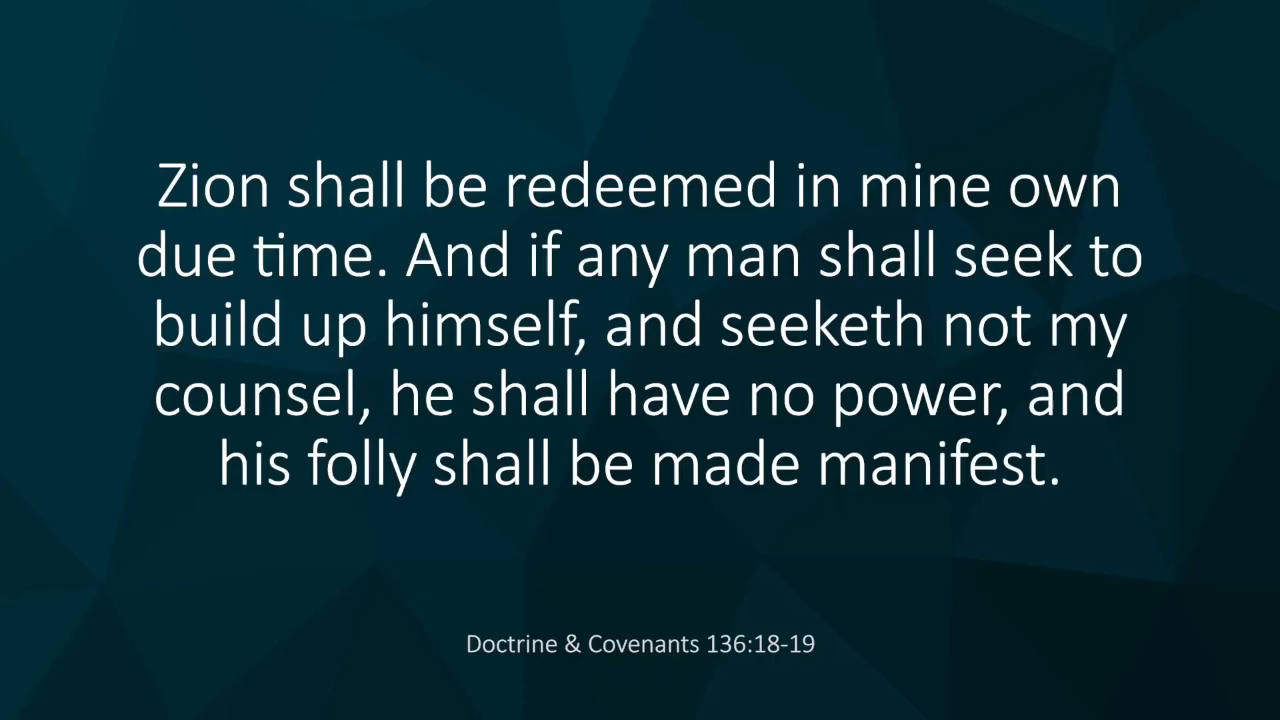 Zion shall be redeemed in mine own
due time. And if any man shall seek to
build up himself, and seeketh not my
counsel, he shall have no power, and
his folly shall be made manifest.
Doctrine & Covenants 136:18-19